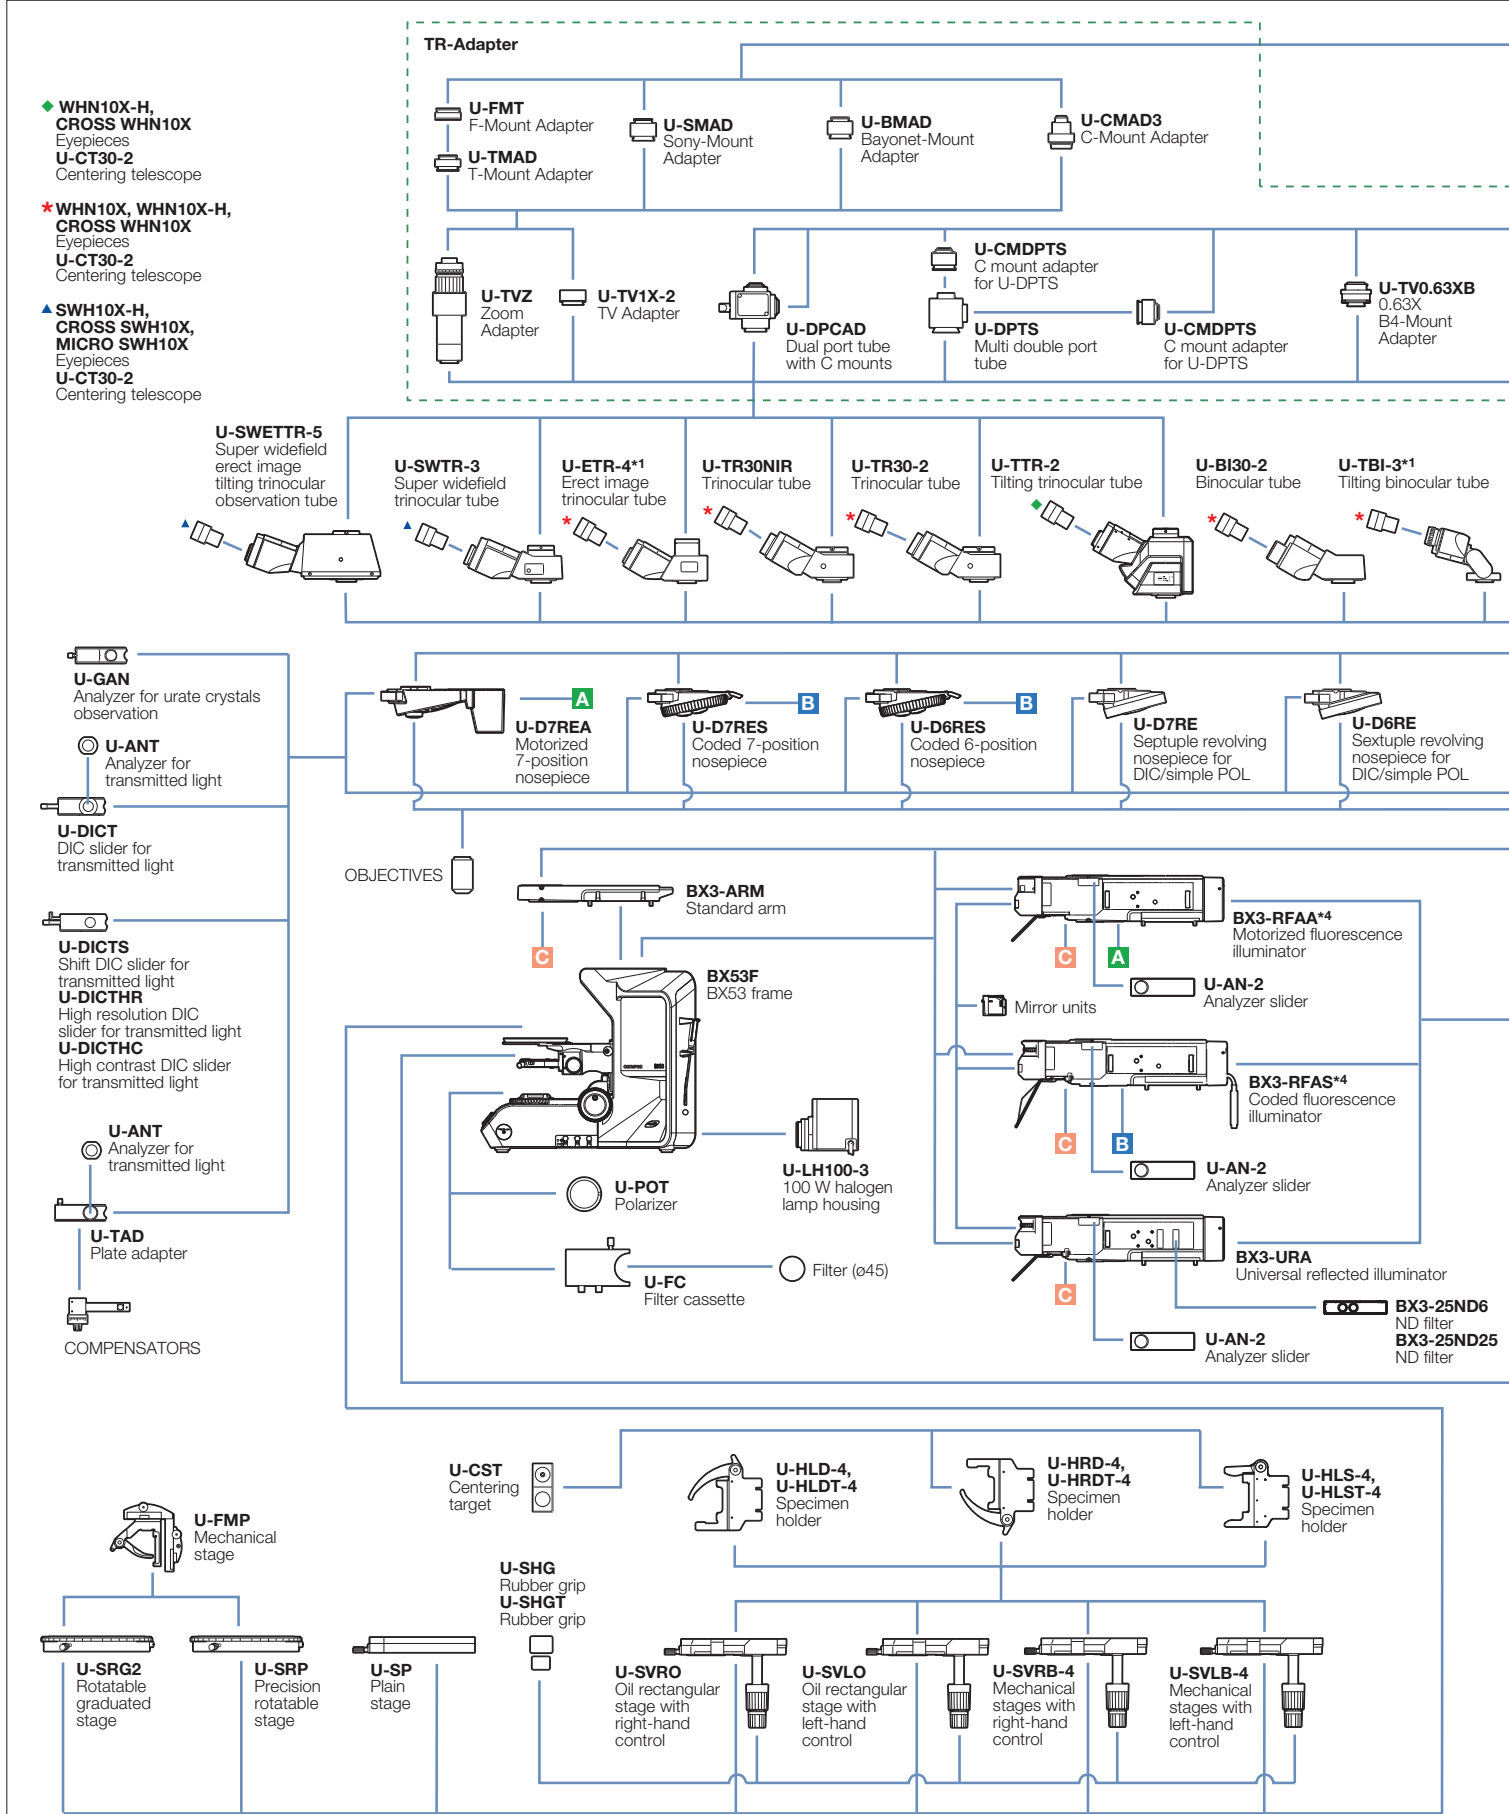 TR-Adapter
◆ WHN10X-H,
CROSS WHN10X
Eyepieces
U-CT30-2
Centering telescope
* WHN10X, WHN10X-H,
CROSS WHN10X
Eyepieces
U-CT30-2
Centering telescope
▲ SWH10X-H,
CROSS SWH10X,
MICRO SWH10X
Eyepieces
U-CT30-2
Centering telescope
U-FMT
F-Mount Adapter
U-TMAD
T-Mount Adapter
U-SMAD
Sony-Mount
Adapter
U-BMAD
Bayonet-Mount
Adapter
U-CMAD3
C-Mount Adapter
U-TVZ
Zoom
Adapter
U-TV1X-2
TV Adapter
U-DPCAD
Dual port tube
with C mounts
U-CMDPTS
C mount adapter
for U-DPTS
U-DPTS
Multi double port
tube
U-CMDPTS
C mount adapter
for U-DPTS
U-TV0.63XB
0.63X
B4-Mount
Adapter
U-SWETTR-5
Super widefield
erect image
tilting trinocular
observation tube
U-SWTR-3
Super widefield
trinocular tube
U-ETR-4*1
Erect image
trinocular tube
U-TR30NIR
Trinocular tube
U-TR30-2
Trinocular tube
U-TTR-2
Tilting trinocular tube
U-BI30-2
Binocular tube
U-TBI-3*1
Tilting binocular tube
U-GAN
Analyzer for urate crystals
observation
U-ANT
Analyzer for
transmitted light
U-DICT
DIC slider for
transmitted light
U-DICTS
Shift DIC slider for
transmitted light
U-DICTHR
High resolution DIC
slider for transmitted light
U-DICTHC
High contrast DIC slider
for transmitted light
U-ANT
Analyzer for
transmitted light
U-TAD
Plate adapter
COMPENSATORS
A
U-D7REA
Motorized
7-position
nosepiece
B
U-D7RES
Coded 7-position
nosepiece
B
U-D6RES
Coded 6-position
nosepiece
U-D7RE
Septuple revolving
nosepiece for
DIC/simple POL
U-D6RE
Sextuple revolving
nosepiece for
DIC/simple POL
OBJECTIVES
BX3-ARM
Standard arm
C
BX53F
BX53 frame
U-LH100-3
100 W halogen
lamp housing
U-POT
Polarizer
U-FC
Filter cassette
Filter (ø45)
BX3-RFAA*4
Motorized fluorescence
illuminator
C
A
U-AN-2
Analyzer slider
Mirror units
BX3-RFAS*4
Coded fluorescence
illuminator
C
B
U-AN-2
Analyzer slider
BX3-URA
Universal reflected illuminator
C
BX3-25ND6
ND filter
BX3-25ND25
ND filter
U-AN-2
Analyzer slider
U-CST
Centering
target
U-HLD-4,
U-HLDT-4
Specimen
holder
U-HRD-4,
U-HRDT-4
Specimen
holder
U-HLS-4,
U-HLST-4
Specimen
holder
U-FMP
Mechanical
stage
U-SHG
Rubber grip
U-SHGT
Rubber grip
U-SRG2
Rotatable
graduated
stage
U-SRP
Precision
rotatable
stage
U-SP
Plain
stage
U-SVRO
Oil rectangular
stage with
right-hand
control
U-SVLO
Oil rectangular
stage with
left-hand
control
U-SVRB-4
Mechanical
stages with
right-hand
control
U-SVLB-4
Mechanical
stages with
left-hand
control